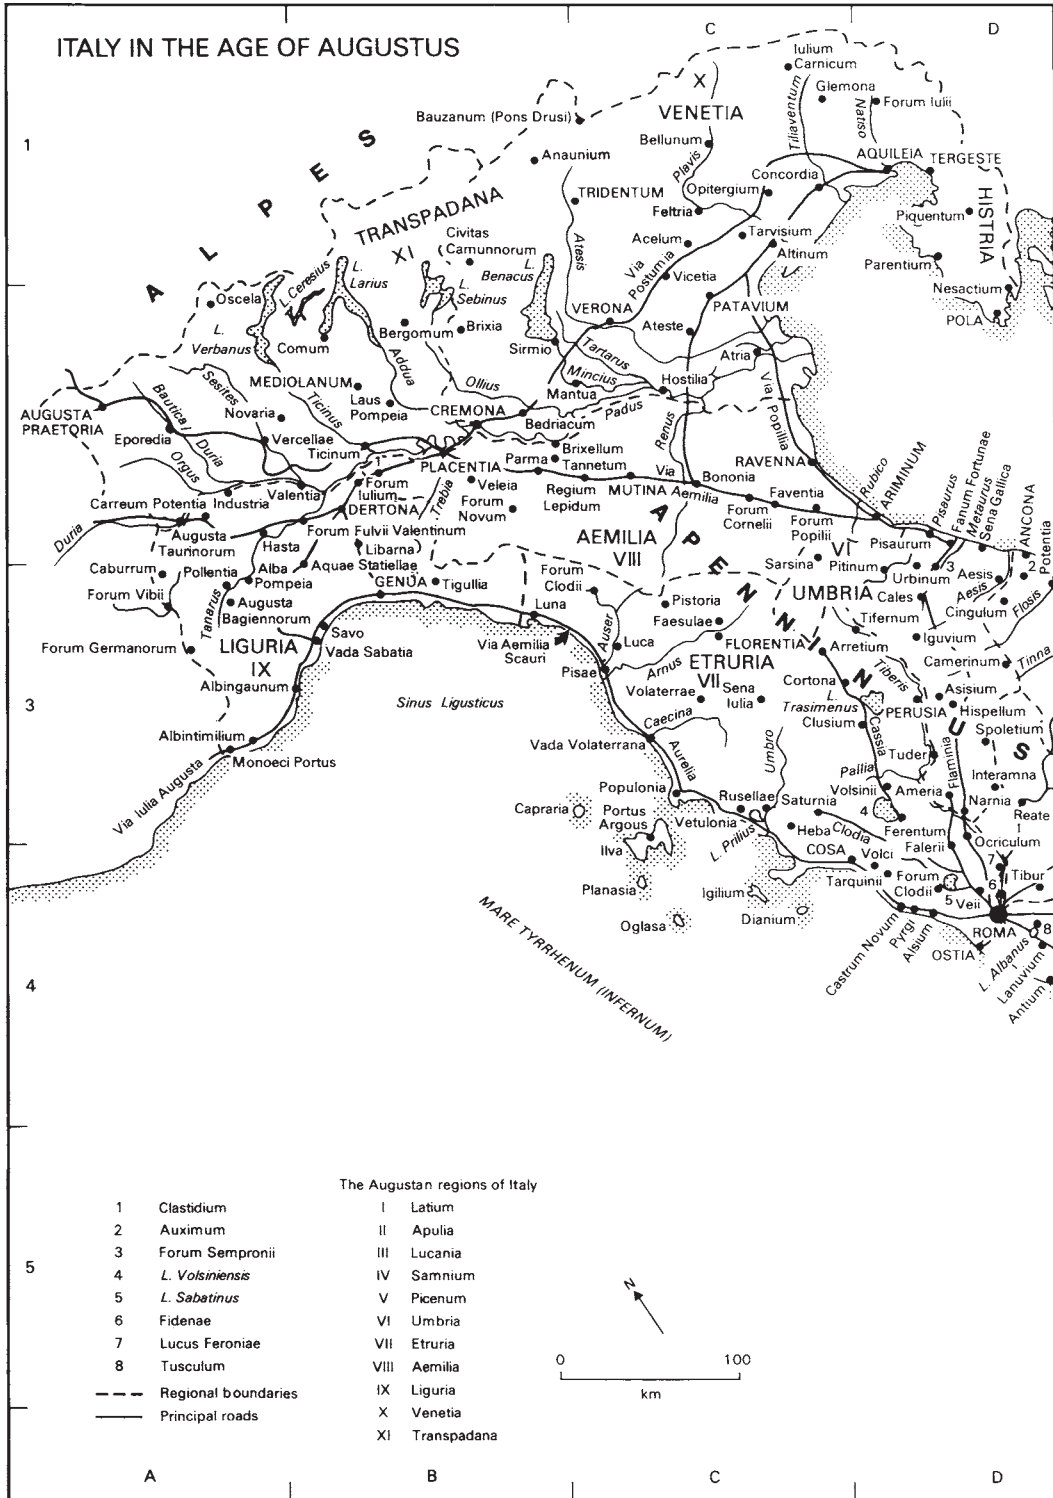 ITALY IN THE AGE OF AUGUSTUS
C
D
1
3
4
5
A
B
C
D
A L P E S
TRANSPADANA
XI
X
VENETIA
HISTRIA
Iulium
Carnicum
Glemona
Forum Iulii
Tiliaventum
Natiso
Bauzanum (Pons Drusi)
Anaunium
Bellunum
Plavis
AQUILEIA
TERGESTE
Concordia
Opitergium
TRIDENTUM
Feltria
Piquentum
Civitas
Camunnorum
Atesis
Acelum
Tarvisium
Altinum
Via
Postumia
Vicetia
Parentium
Nesactium
POLA
L. Ceresius
L.
Larius
L.
Benacus
L.
Sebinus
Oscela
L.
Verbanus
Comum
Bergomum
Brixia
VERONA
PATAVIUM
Ateste
Sirmio
Tartarus
Atria
Mincius
Hostilia
Mantua
Addua
Ollius
MEDIOLANUM
Laus
Pompeia
Sesites
Ticinus
Novaria
Bautica / Duria
AUGUSTA
PRAETORIA
Eporedia
Vercellae
Ticinum
CREMONA
Bedriacum
Padus
Renus
Via Popillia
Orgus
PLACENTIA
Parma
Brixellum
Tannetum
RAVENNA
Via
Bononia
Carreum Potentia
Industria
Valentia
Forum
Iulium
DERTONA
Trebia
Veleia
Forum
Novum
Regium
Lepidum
MUTINA
Aemilia
Forum
Cornelii
Faventia
Forum
Popilii
Rubico
ARIMINUM
Pisaurus
Fanum Fortunae
Metaurus
Sena Gallica
ANCONA
Potentia
Duria
Augusta
Taurinorum
Hasta
Forum Fulvii Valentinum
Libarna
Aquae Statiellae
AEMILIA
VIII
APENNINUS
VI
UMBRIA
Pisaurum
Sarsina
Pitinum
Urbinum
3
Aesis
Aesis
2
Caburrum
Pollentia
Alba
Pompeia
Forum Vibii
Tanarus
Augusta
Bagiennorum
GENUA
Tigullia
Forum
Clodii
Luna
Pistoria
Faesulae
FLORENTIA
Cales
Cingulum
Flosis
Tifernum
Iguvium
Forum Germanorum
LIGURIA
IX
Savo
Vada Sabatia
Via Aemilia
Scauri
Auser
Luca
Pisae
Arnus
ETRURIA
VII
Arretium
Camerinum
Tinna
Albingaunum
Sinus Ligusticus
Volaterrae
Sena
Iulia
Cortona
L.
Trasimenus
Clusium
Tiberis
Asisium
PERUSIA
Hispellum
Spoletium
Albintimilium
Monoeci Portus
Via Iulia Augusta
Caecina
Vada Volaterrana
Aurelia
Umbro
Cassia
Tuder
Flaminia
Pallia
Volsinii
4
Ameria
Interamna
Narnia
Reate
Populonia
Capraria
Portus
Argous
Ilva
Vetulonia
Rusellae
Saturnia
Heba
Clodia
L. Prilius
COSA
Volci
Tarquinii
Ferentum
Falerii
Ocriculum
7
Planasia
Igilium
Dianium
Oglasa
Forum
Clodii
5
Veii
6
Tibur
ROMA
8
Castrum Novum
Pyrgi
Alsium
OSTIA
L. Albanus
Lanuvium
Antium
MARE TYRRHENUM (INFERNUM)
1 Clastidium
2 Auximum
3 Forum Sempronii
4 L. Volsiniensis
5 L. Sabatinus
6 Fidenae
7 Lucus Feroniae
8 Tusculum
Regional boundaries
Principal roads
The Augustan regions of Italy
I Latium
II Apulia
III Lucania
IV Samnium
V Picenum
VI Umbria
VII Etruria
VIII Aemilia
IX Liguria
X Venetia
XI Transpadana
N
0 100
km